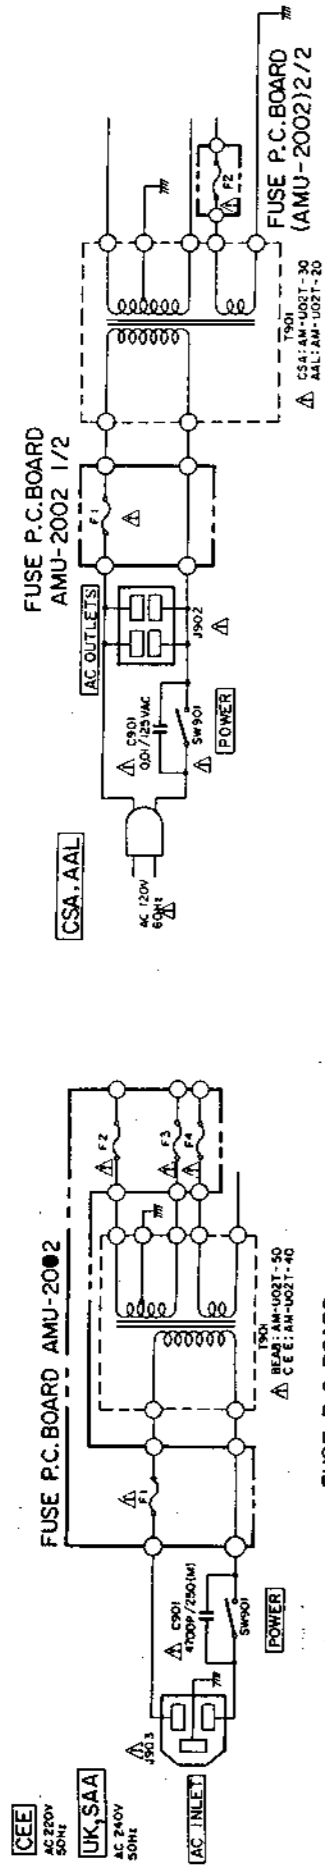 CSA, AAL
AC 120V
60Hz
C901
0.01/125 VAC
SW901
POWER
AC OUTLETS
J902
FUSE P.C.BOARD
AMU-2002 1/2
F1
T901
CSA: AM-U02T-30
AAL: AM-U02T-20
F2
FUSE P.C.BOARD
(AMU-2002) 2/2
CEE
AC 220V
50Hz
UK, SAA
AC 240V
50Hz
J903
AC INLET
C901
4700P/250(M)
SW901
POWER
FUSE P.C. BOARD AMU-2002
F1
T901
BEAB: AM-U02T-50
CEE: AM-U02T-40
F2
F3
F4